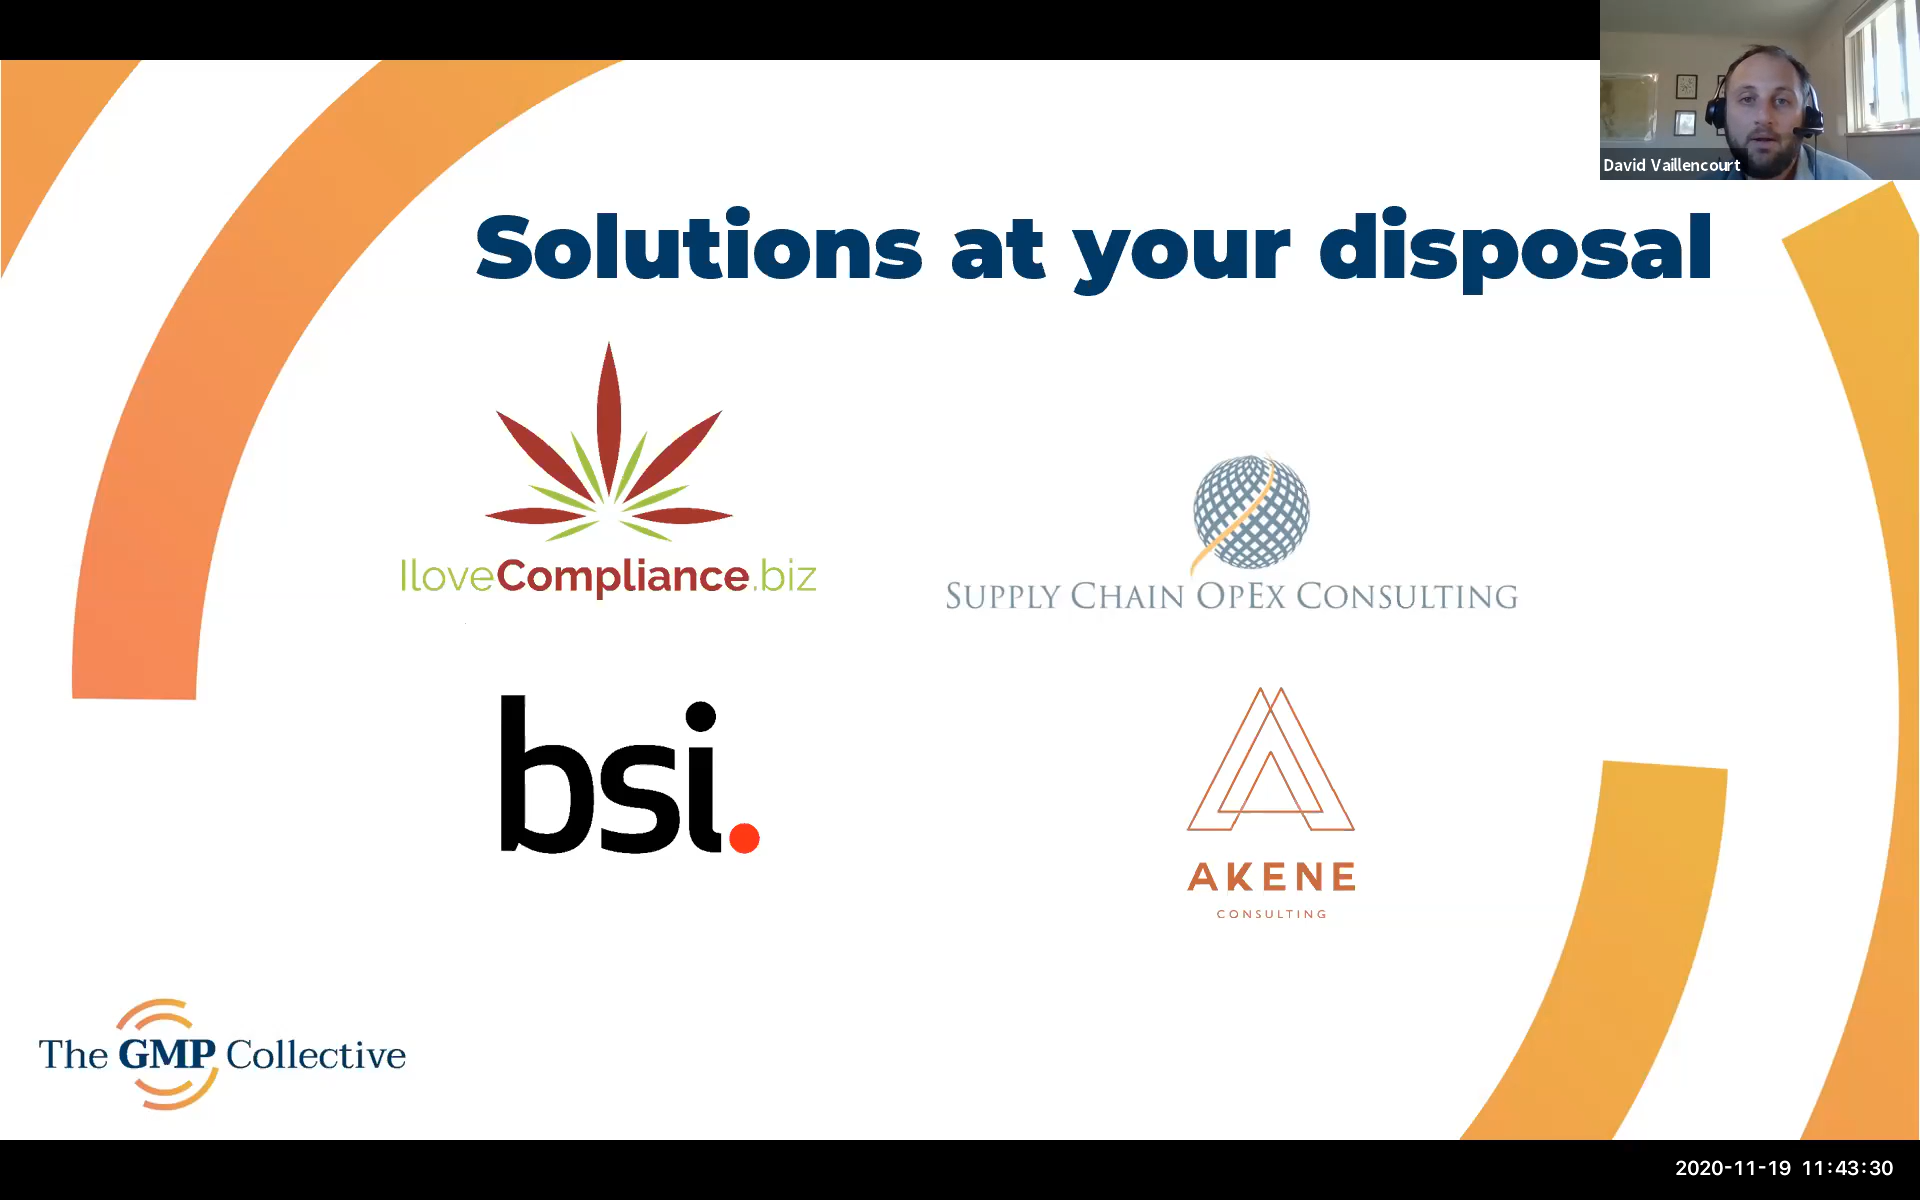 David Vaillencourt
Solutions at your disposal
IloveCompliance.biz
SUPPLY CHAIN OPEX CONSULTING
bsi.
AKENE
CONSULTING
The GMP Collective
2020-11-19 11:43:30